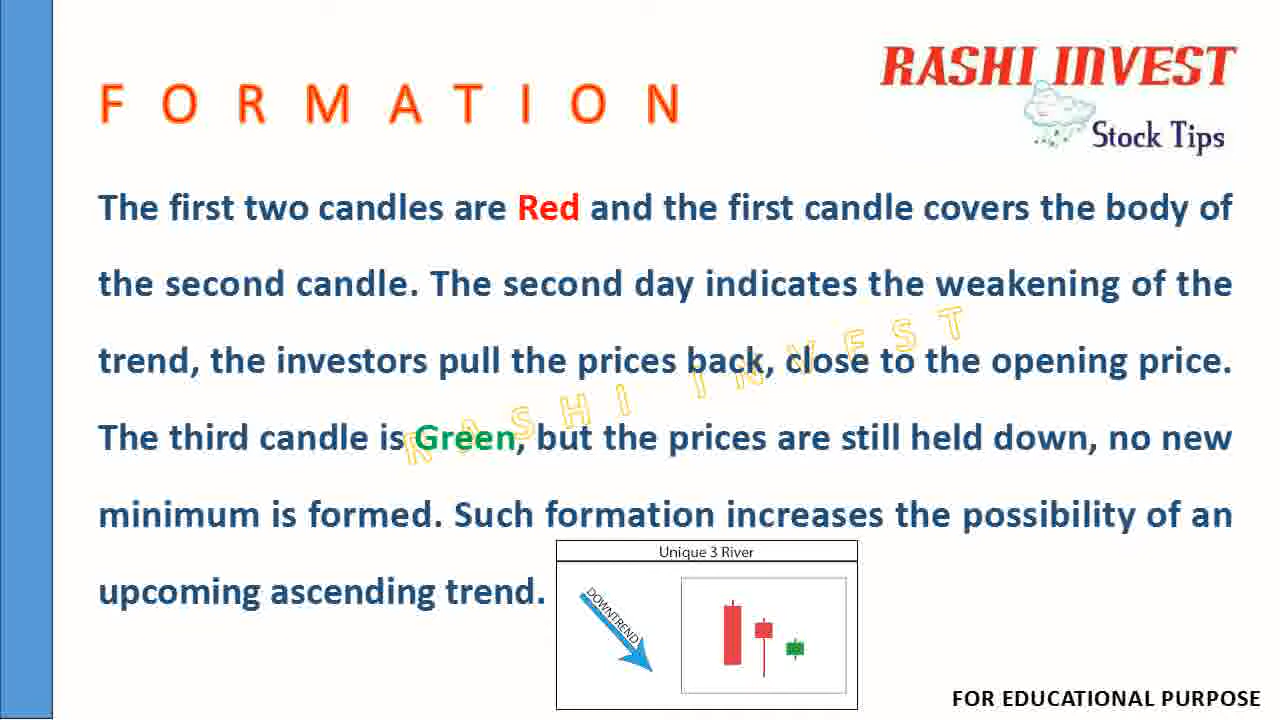 RASHI INVEST
Stock Tips
FORMATION
The first two candles are Red and the first candle covers the body of
the second candle. The second day indicates the weakening of the
trend, the investors pull the prices back, close to the opening price.
The third candle is Green, but the prices are still held down, no new
minimum is formed. Such formation increases the possibility of an
upcoming ascending trend.
RASHI INVEST
Unique 3 River
DOWNTREND
FOR EDUCATIONAL PURPOSE